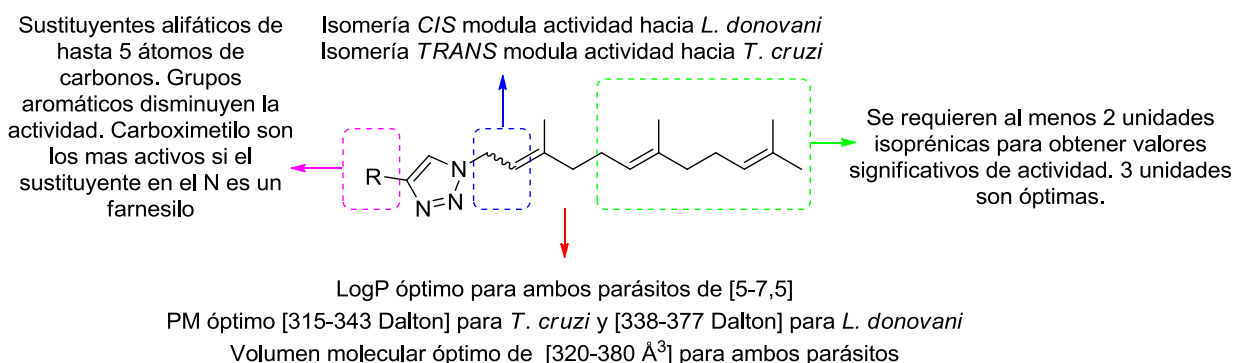 Sustituyentes alifáticos de
hasta 5 átomos de
carbonos. Grupos
aromáticos disminuyen la
actividad. Carboximetilo son
los mas activos si el
sustituyente en el N es un
farnesilo
Isomería CIS modula actividad hacia L. donovani
Isomería TRANS modula actividad hacia T. cruzi
R
N
N
N
Se requieren al menos 2 unidades
isoprénicas para obtener valores
significativos de actividad. 3 unidades
son óptimas.
LogP óptimo para ambos parásitos de [5-7,5]
PM óptimo [315-343 Dalton] para T. cruzi y [338-377 Dalton] para L. donovani
Volumen molecular óptimo de [320-380 Å³] para ambos parásitos